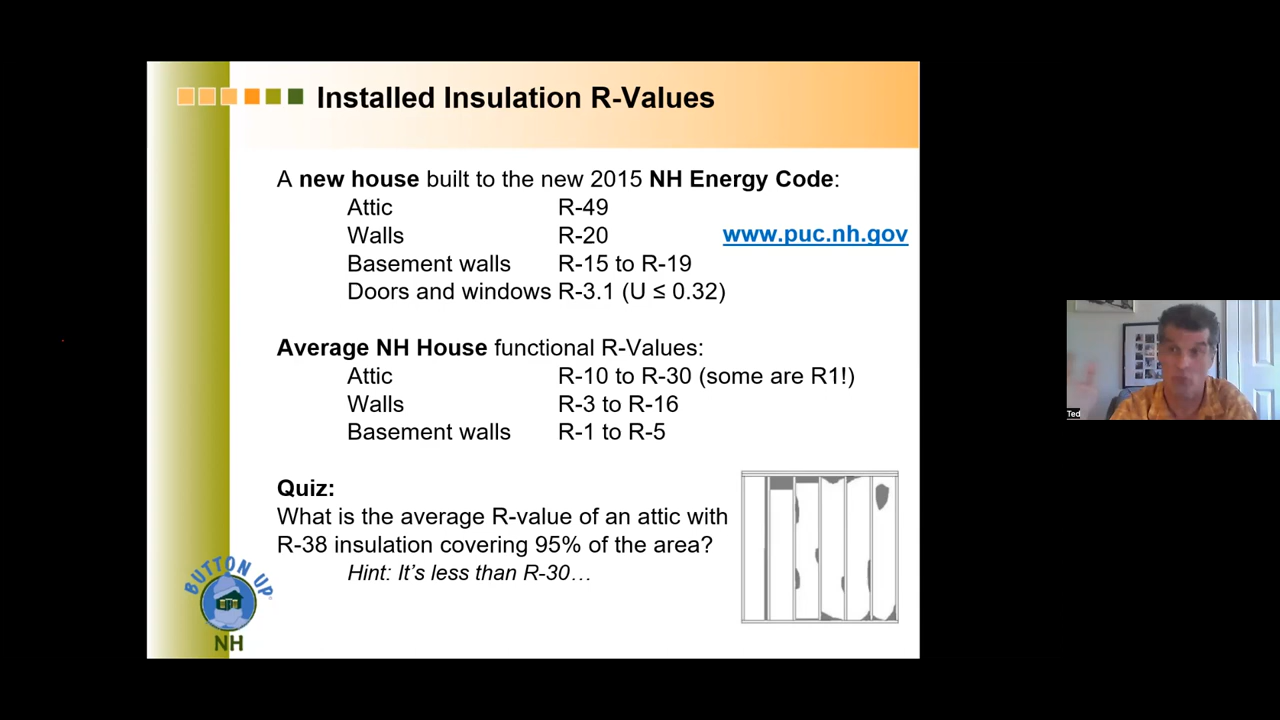 Installed Insulation R-Values
A new house built to the new 2015 NH Energy Code:
Attic R-49
Walls R-20
www.puc.nh.gov
Basement walls R-15 to R-19
Doors and windows R-3.1 (U ≤ 0.32)
Average NH House functional R-Values:
Attic R-10 to R-30 (some are R1!)
Walls R-3 to R-16
Basement walls R-1 to R-5
Quiz:
What is the average R-value of an attic with
R-38 insulation covering 95% of the area?
Hint: It's less than R-30…
BUTTON UP
NH
Ted